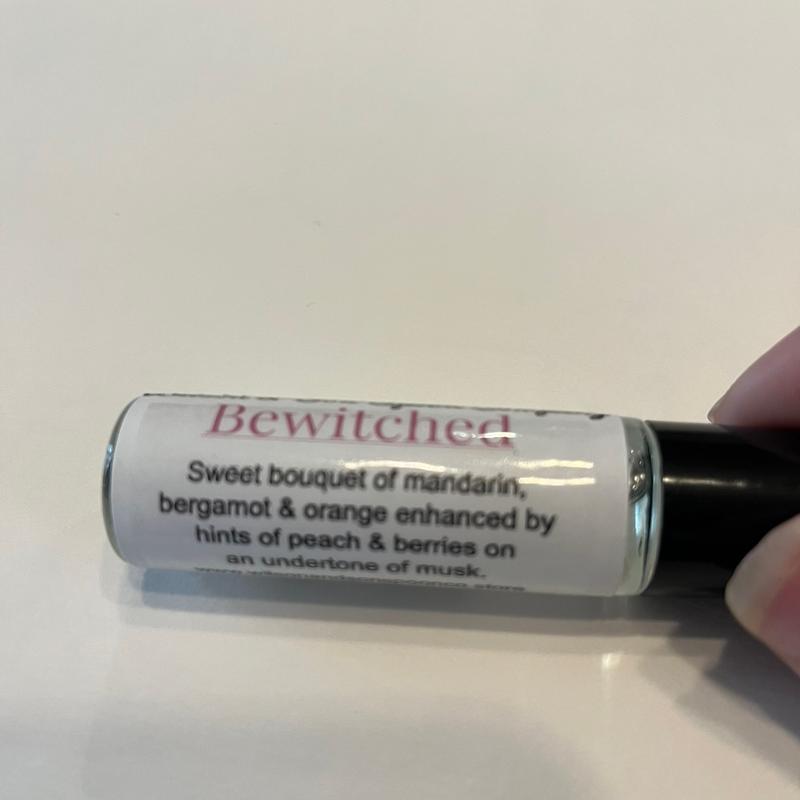 Bewitched
Sweet bouquet of mandarin,
bergamot & orange enhanced by
hints of peach & berries on
an undertone of musk.